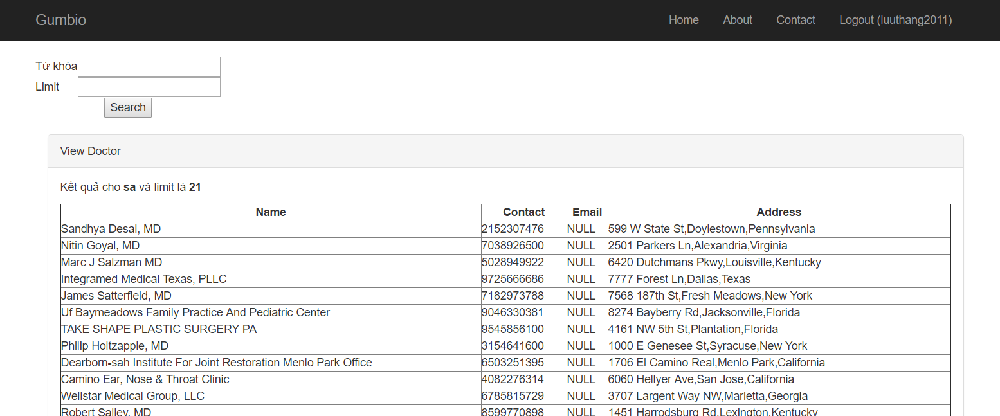 Gumbio Home About Contact Logout (luuthang2011)
Từ khóa
Limit
Search
View Doctor
Kết quả cho sa và limit là 21
Name Contact Email Address
Sandhya Desai, MD 2152307476 NULL 599 W State St,Doylestown,Pennsylvania
Nitin Goyal, MD 7038926500 NULL 2501 Parkers Ln,Alexandria,Virginia
Marc J Salzman MD 5028949922 NULL 6420 Dutchmans Pkwy,Louisville,Kentucky
Integramed Medical Texas, PLLC 9725666686 NULL 7777 Forest Ln,Dallas,Texas
James Satterfield, MD 7182973788 NULL 7568 187th St,Fresh Meadows,New York
Uf Baymeadows Family Practice And Pediatric Center 9046330381 NULL 8274 Bayberry Rd,Jacksonville,Florida
TAKE SHAPE PLASTIC SURGERY PA 9545856100 NULL 4161 NW 5th St,Plantation,Florida
Philip Holtzapple, MD 3154641600 NULL 1000 E Genesee St,Syracuse,New York
Dearborn-sah Institute For Joint Restoration Menlo Park Office 6503251395 NULL 1706 El Camino Real,Menlo Park,California
Camino Ear, Nose & Throat Clinic 4082276314 NULL 6060 Hellyer Ave,San Jose,California
Wellstar Medical Group, LLC 6785815729 NULL 3707 Largent Way NW,Marietta,Georgia
Robert Salley, MD 8599770898 NULL 1451 Harrodsburg Rd,Lexington,Kentucky